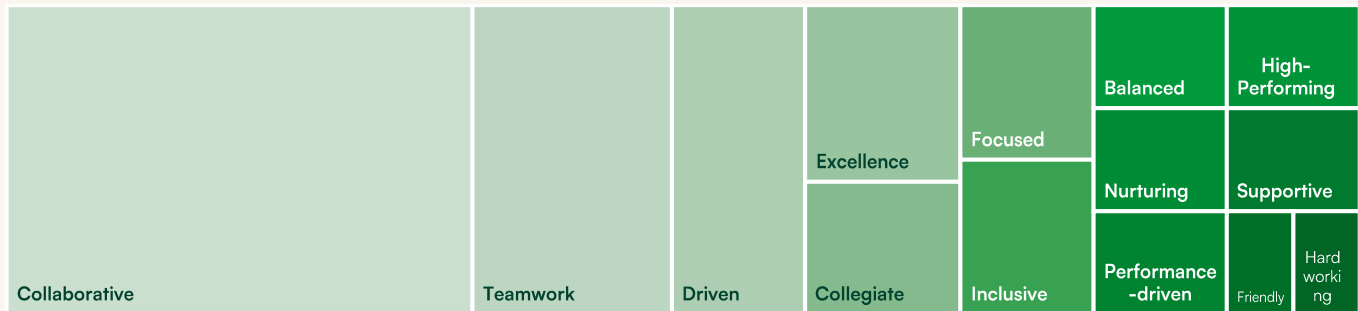 Collaborative
Teamwork
Driven
Excellence
Collegiate
Focused
Inclusive
Balanced
High-
Performing
Nurturing
Supportive
Performance
-driven
Friendly
Hard
worki
ng